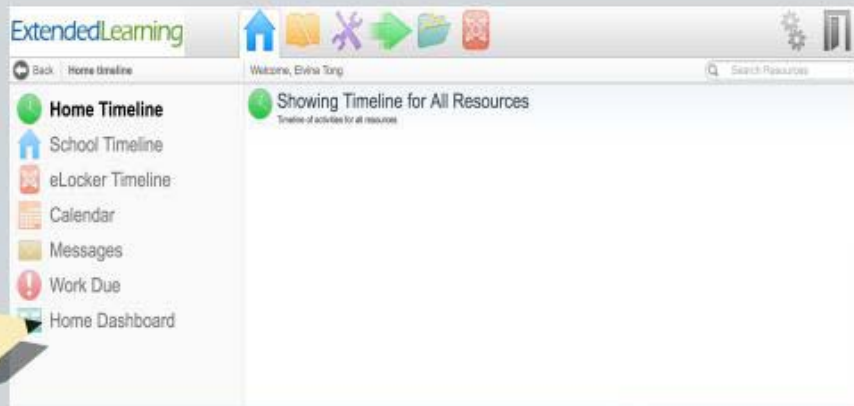 ExtendedLearning
Back Home timeline
Welcome, Elvina Tong
Search Resources
Home Timeline
School Timeline
eLocker Timeline
Calendar
Messages
Work Due
Home Dashboard
Showing Timeline for All Resources
Timeline of activities for all resources